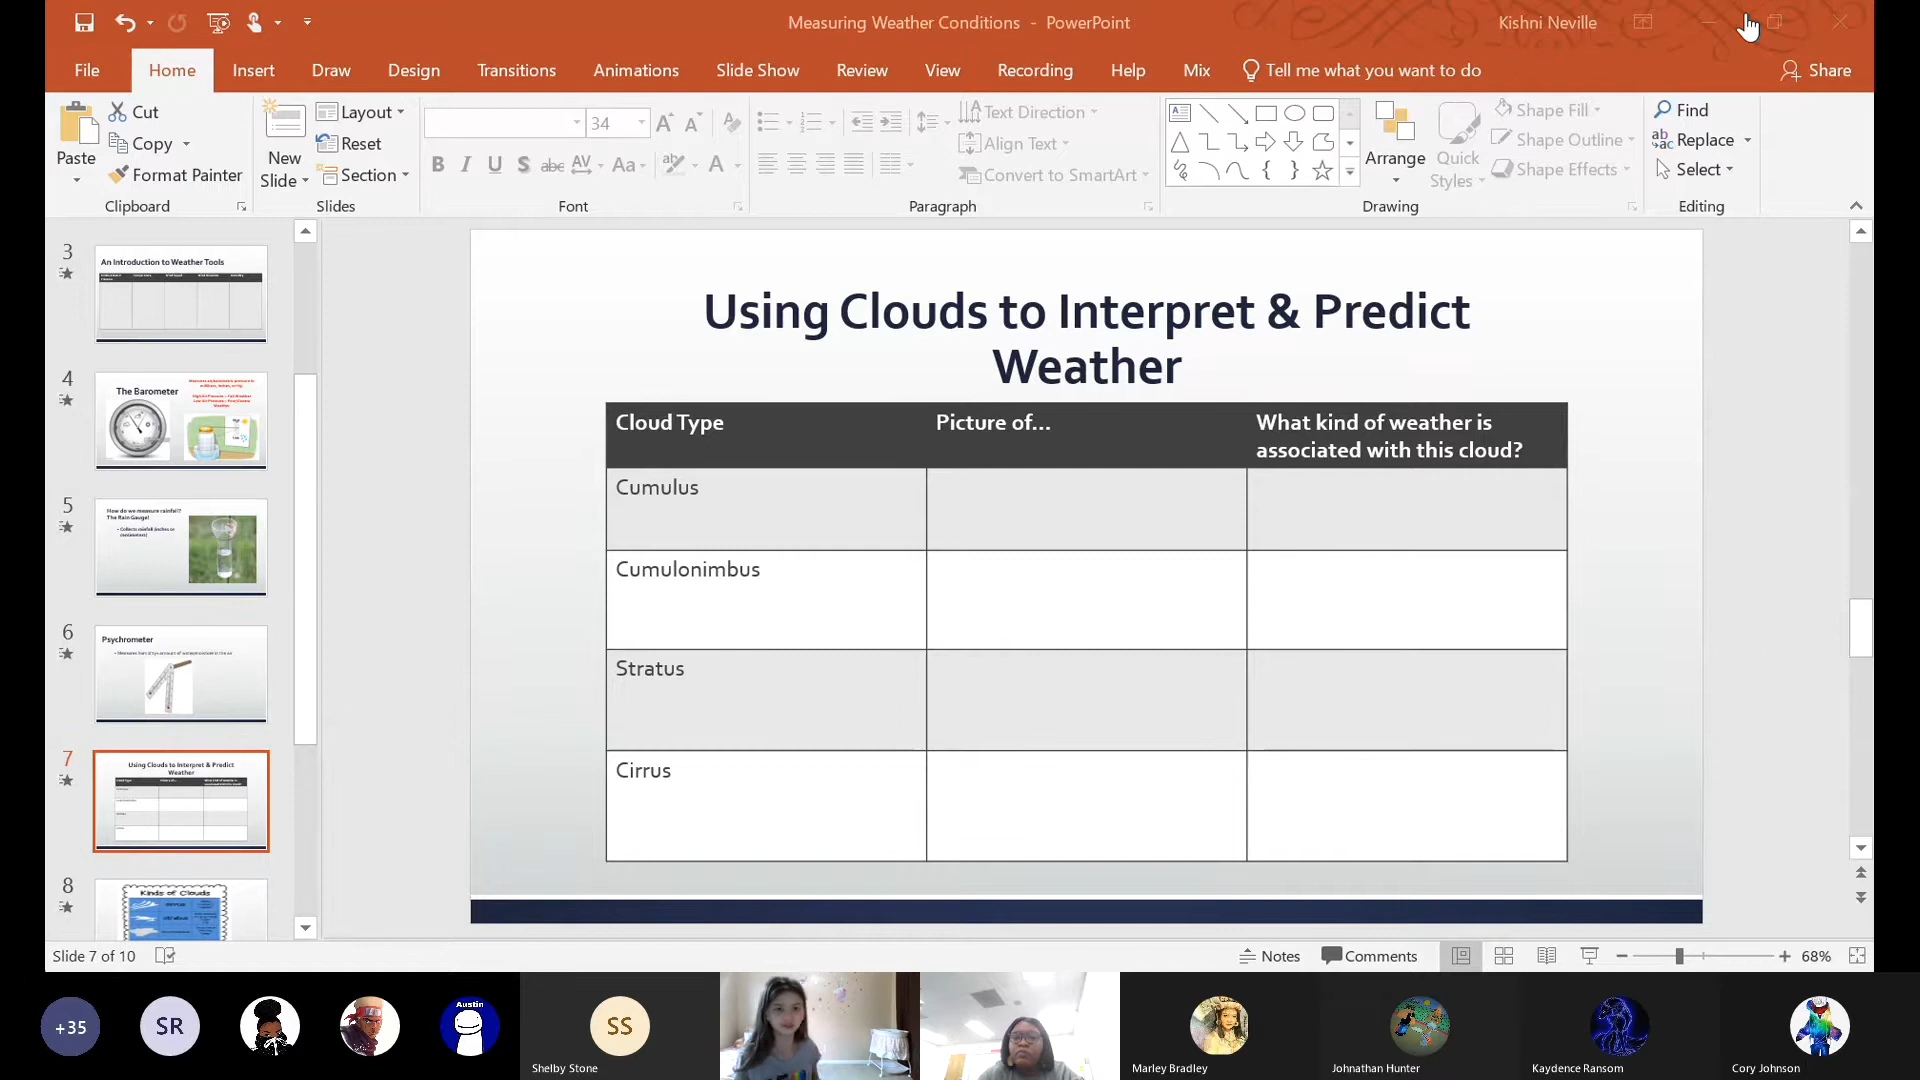 Measuring Weather Conditions - PowerPoint
Kishni Neville
File Home Insert Draw Design Transitions Animations Slide Show Review View Recording Help Mix Tell me what you want to do Share
Paste
Cut
Copy
Format Painter
Clipboard
New Slide
Layout
Reset
Section
Slides
34
B I U S abc AV Aa A
Font
Text Direction
Align Text
Convert to SmartArt
Paragraph
Arrange
Quick Styles
Shape Fill
Shape Outline
Shape Effects
Drawing
Find
Replace
Select
Editing
3
An Introduction to Weather Tools
4
The Barometer
5
How do we measure rainfall?
The Rain Gauge!
6
Psychrometer
7
Using Clouds to Interpret & Predict
Weather
8
Kinds of Clouds
Using Clouds to Interpret & Predict
Weather
Cloud Type Picture of... What kind of weather is
associated with this cloud?
Cumulus
Cumulonimbus
Stratus
Cirrus
Slide 7 of 10
Notes Comments 68%
+35 SR Austin SS
Shelby Stone Marley Bradley Johnathan Hunter Kaydence Ransom Cory Johnson